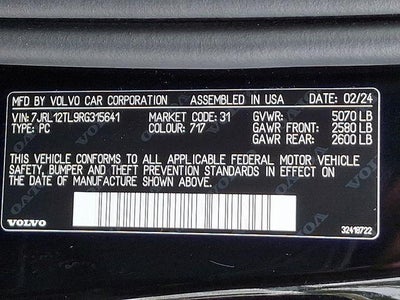 MFD BY VOLVO CAR CORPORATION ASSEMBLED IN USA DATE: 02/24
VIN: 7JRL12TL9RG315641 MARKET CODE: 31 GVWR: 5070 LB
TYPE: PC COLOUR: 717 GAWR FRONT: 2580 LB
GAWR REAR: 2600 LB
THIS VEHICLE CONFORMS TO ALL APPLICABLE FEDERAL MOTOR VEHICLE
SAFETY, BUMPER AND THEFT PREVENTION STANDARDS IN EFFECT ON
THE DATE OF MANUFACTURE SHOWN ABOVE.
VOLVO 32418722